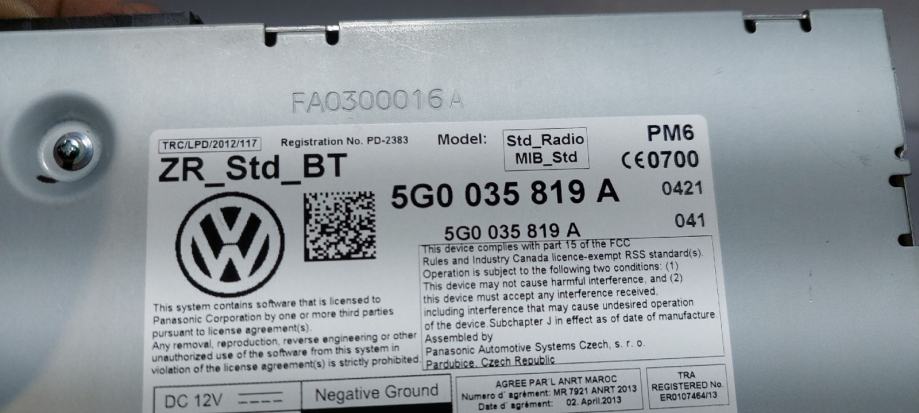 FA0300016A
TRC/LPD/2012/117
Registration No. PD-2383
Model:
Std_Radio
MIB_Std
PM6
ZR_Std_BT
CE0700
5G0 035 819 A
0421
5G0 035 819 A
041
This device complies with part 15 of the FCC
Rules and Industry Canada licence-exempt RSS standard(s).
Operation is subject to the following two conditions: (1)
This device may not cause harmful interference, and (2)
this device must accept any interference received,
including interference that may cause undesired operation
of the device.Subchapter J in effect as of date of manufacture.
Assembled by
Panasonic Automotive Systems Czech, s. r. o.
Pardubice, Czech Republic
This system contains software that is licensed to
Panasonic Corporation by one or more third parties
pursuant to license agreement(s).
Any removal, reproduction, reverse engineering or other
unauthorized use of the software from this system in
violation of the license agreement(s) is strictly prohibited.
DC 12V
Negative Ground
AGREE PAR'L ANRT MAROC
Numero d´agrément: MR 7921 ANRT 2013
Date d´agrément: 02. April.2013
TRA
REGISTERED No.
ER0107464/13